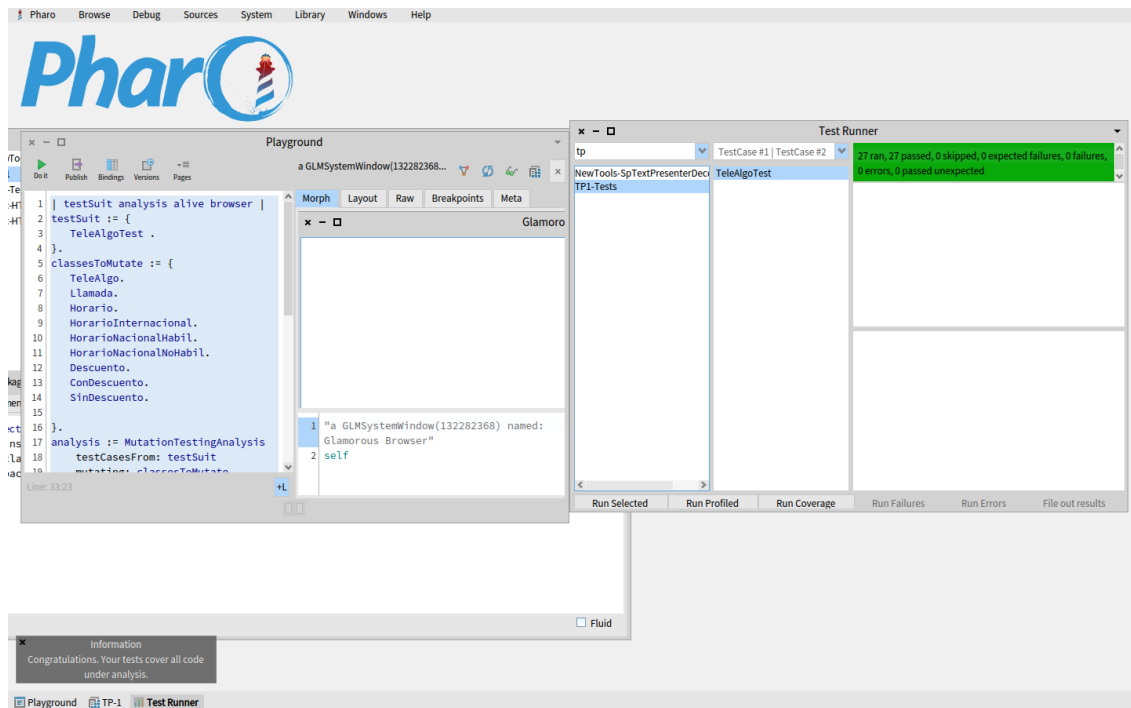 Pharo Browse Debug Sources System Library Windows Help
Pharo
Playground
Do it Publish Bindings Versions Pages
a GLMSystemWindow(132282368...
1 | testSuit analysis alive browser |
2 testSuit := {
3 TeleAlgoTest .
4 }.
5 classesToMutate := {
6 TeleAlgo.
7 Llamada.
8 Horario.
9 HorarioInternacional.
10 HorarioNacionalHabil.
11 HorarioNacionalNoHabil.
12 Descuento.
13 ConDescuento.
14 SinDescuento.
15
16 }.
17 analysis := MutationTestingAnalysis
18 testCasesFrom: testSuit
19 mutating: classesToMutate
Line: 33:23
+L
Morph Layout Raw Breakpoints Meta
Glamoro
1 "a GLMSystemWindow(132282368) named:
Glamorous Browser"
2 self
Test Runner
tp
TestCase #1 | TestCase #2
27 ran, 27 passed, 0 skipped, 0 expected failures, 0 failures,
0 errors, 0 passed unexpected
NewTools-SpTextPresenterDec
TP1-Tests
TeleAlgoTest
Run Selected Run Profiled Run Coverage Run Failures Run Errors File out results
Fluid
Information
Congratulations. Your tests cover all code
under analysis.
Playground TP-1 Test Runner